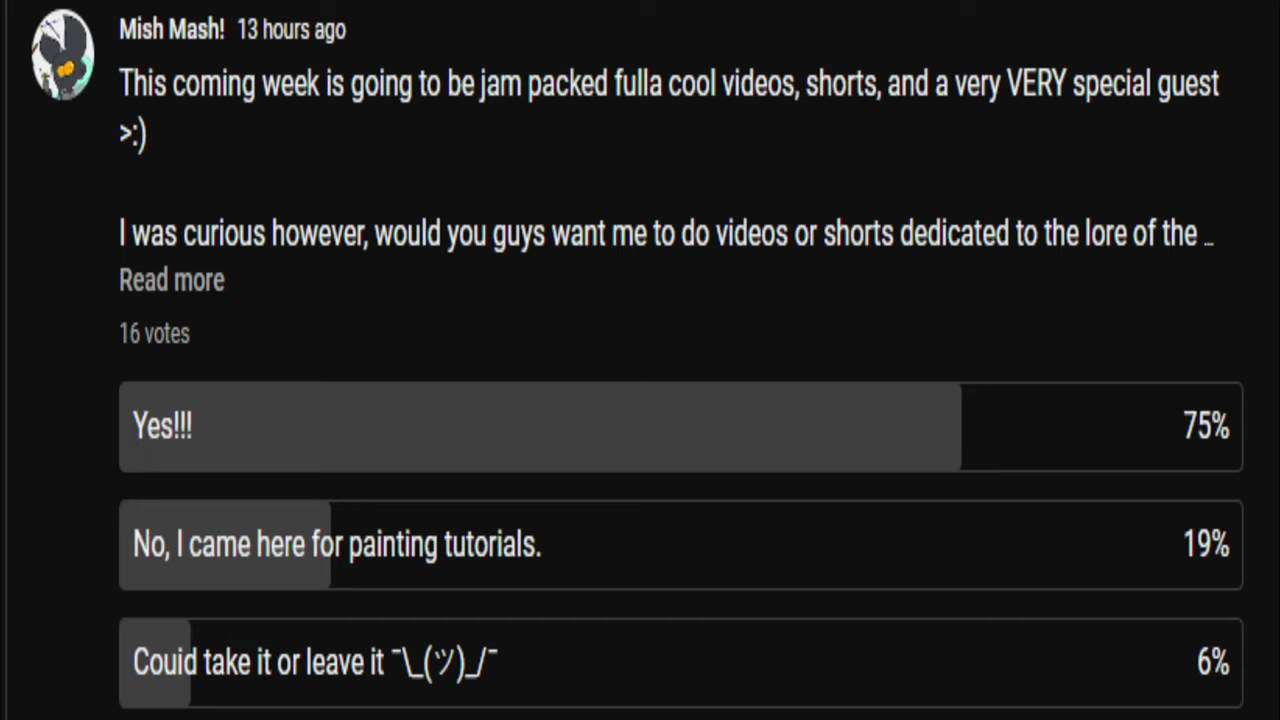 Mish Mash! 13 hours ago
This coming week is going to be jam packed fulla cool videos, shorts, and a very VERY special guest
>:)
I was curious however, would you guys want me to do videos or shorts dedicated to the lore of the ...
Read more
16 votes
Yes!!! 75%
No, I came here for painting tutorials. 19%
Couid take it or leave it ¯\_(ツ)_/¯ 6%